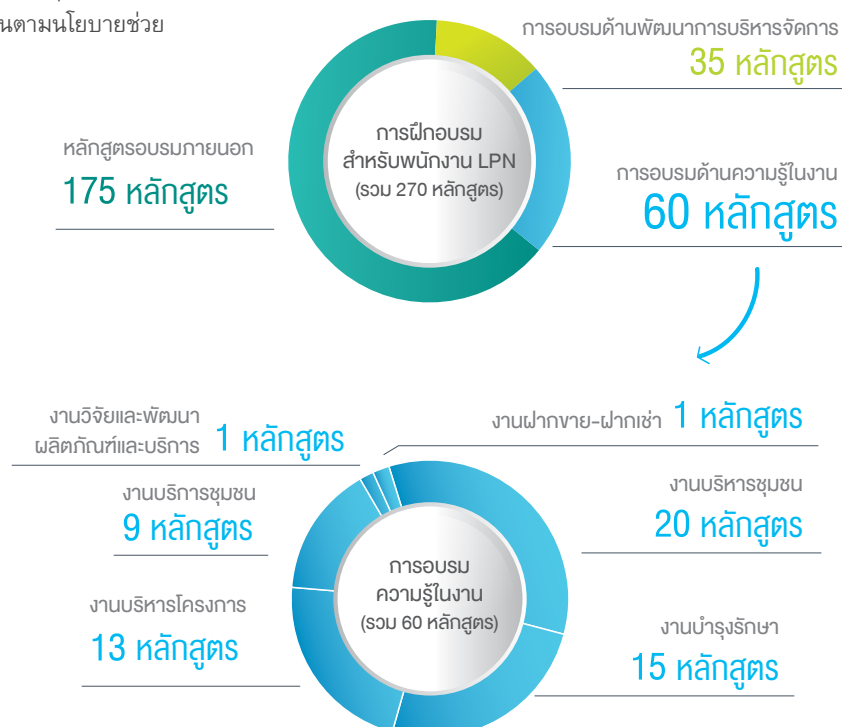 นตามนโยบายช่วย
การอบรมด้านพัฒนาการบริหารจัดการ
35 หลักสูตร
การฝึกอบรม
สำหรับพนักงาน LPN
(รวม 270 หลักสูตร)
หลักสูตรอบรมภายนอก
175 หลักสูตร
การอบรมด้านความรู้ในงาน
60 หลักสูตร
งานวิจัยและพัฒนา
ผลิตภัณฑ์และบริการ 1 หลักสูตร
งานฝากขาย-ฝากเช่า 1 หลักสูตร
งานบริการชุมชน
9 หลักสูตร
งานบริหารชุมชน
20 หลักสูตร
การอบรม
ความรู้ในงาน
(รวม 60 หลักสูตร)
งานบริหารโครงการ
13 หลักสูตร
งานบำรุงรักษา
15 หลักสูตร